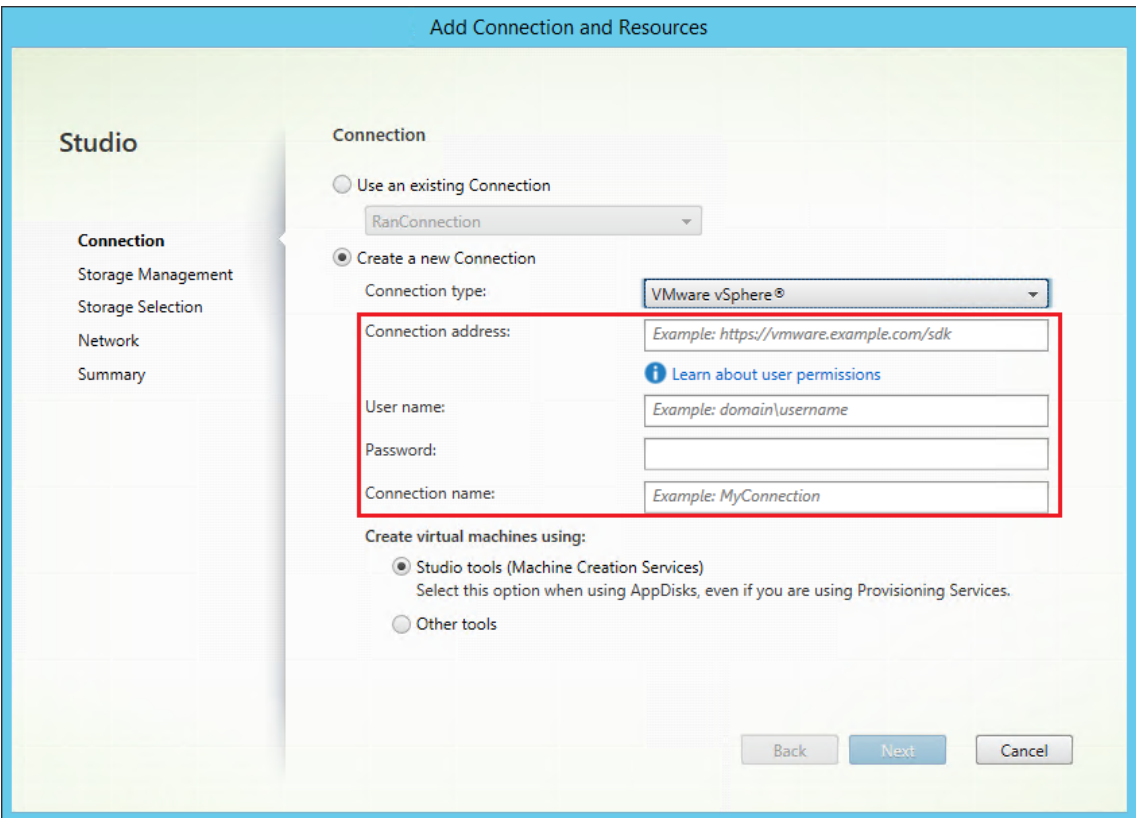 Add Connection and Resources
Studio
Connection
Storage Management
Storage Selection
Network
Summary
Connection
Use an existing Connection
RanConnection
Create a new Connection
Connection type:
VMware vSphere®
Connection address:
Example: https://vmware.example.com/sdk
Learn about user permissions
User name:
Example: domain\username
Password:
Connection name:
Example: MyConnection
Create virtual machines using:
Studio tools (Machine Creation Services)
Select this option when using AppDisks, even if you are using Provisioning Services.
Other tools
Back
Next
Cancel